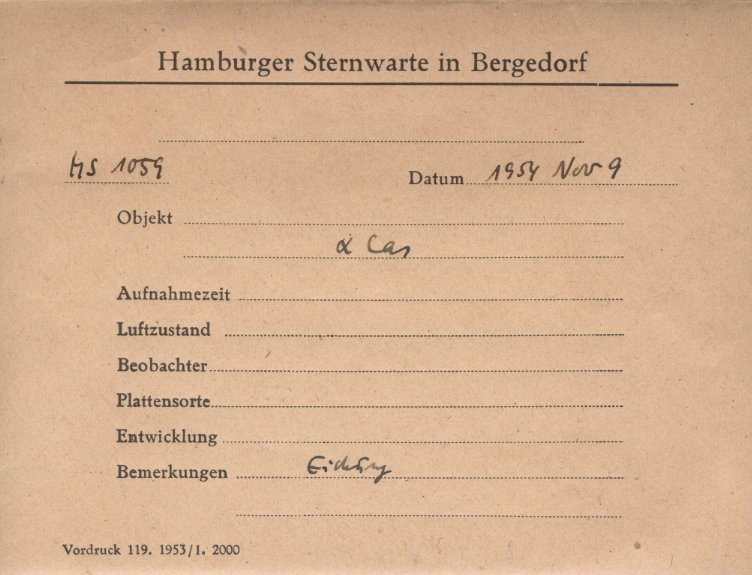 Hamburger Sternwarte in Bergedorf
HS 1059 Datum 1954 Nov 9
Objekt
α Cas
Aufnahmezeit
Luftzustand
Beobachter
Plattensorte
Entwicklung
Bemerkungen Eichung
Vordruck 119. 1953/1. 2000